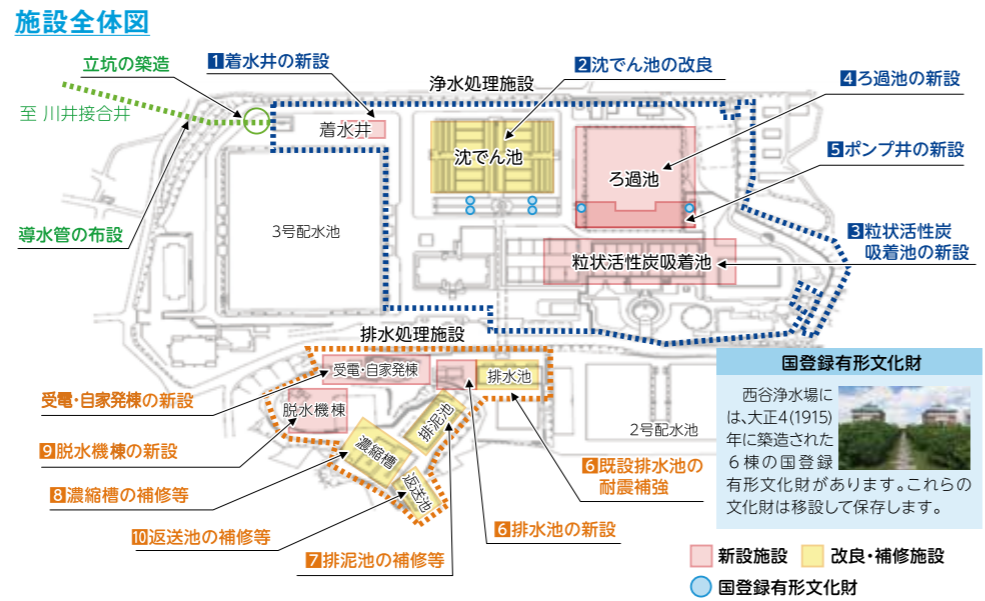 施設全体図
立坑の築造
1着水井の新設
浄水処理施設
2沈でん池の改良
4ろ過池の新設
至 川井接合井
着水井
沈でん池
ろ過池
5ポンプ井の新設
導水管の布設
3号配水池
粒状活性炭吸着池
3粒状活性炭
吸着池の新設
排水処理施設
受電・自家発棟
排水池
受電・自家発棟の新設
脱水機棟
排泥池
2号配水池
9脱水機棟の新設
濃縮槽
返送池
8濃縮槽の補修等
6既設排水池の
耐震補強
10返送池の補修等
6排水池の新設
7排泥池の補修等
国登録有形文化財
西谷浄水場に
は、大正4(1915)
年に築造された
6棟の国登録
有形文化財があります。これらの
文化財は移設して保存します。
新設施設
改良・補修施設
国登録有形文化財